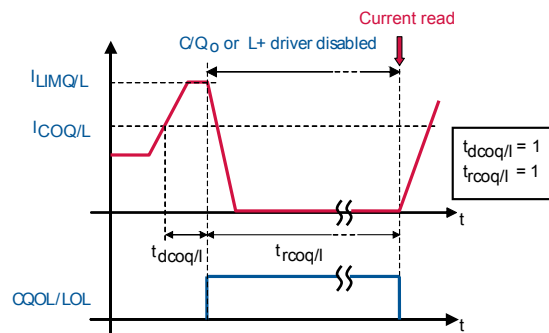 Current read
C/Qo or L+ driver disabled
ILIMQ/L
ICOQ/L
tdcoq/l = 1
trcoq/l = 1
t
tdcoq/l
trcoq/l
CQOL/LOL
t